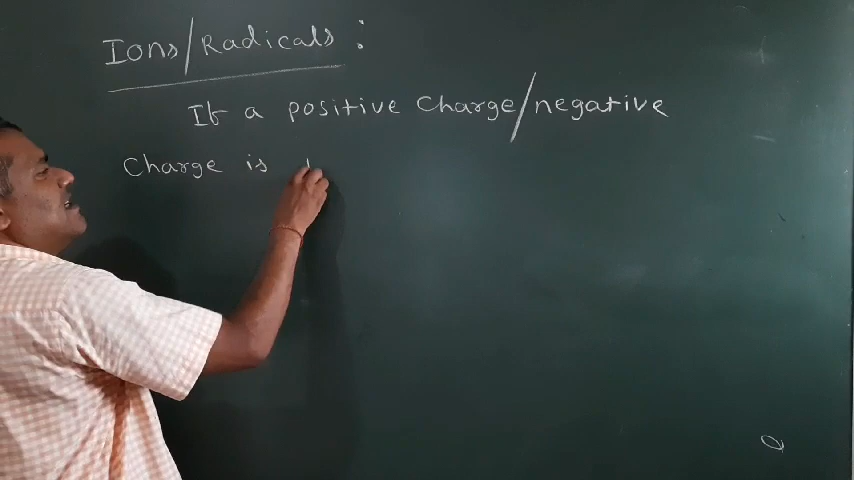 Ions/Radicals :
If a positive Charge/negative
Charge is